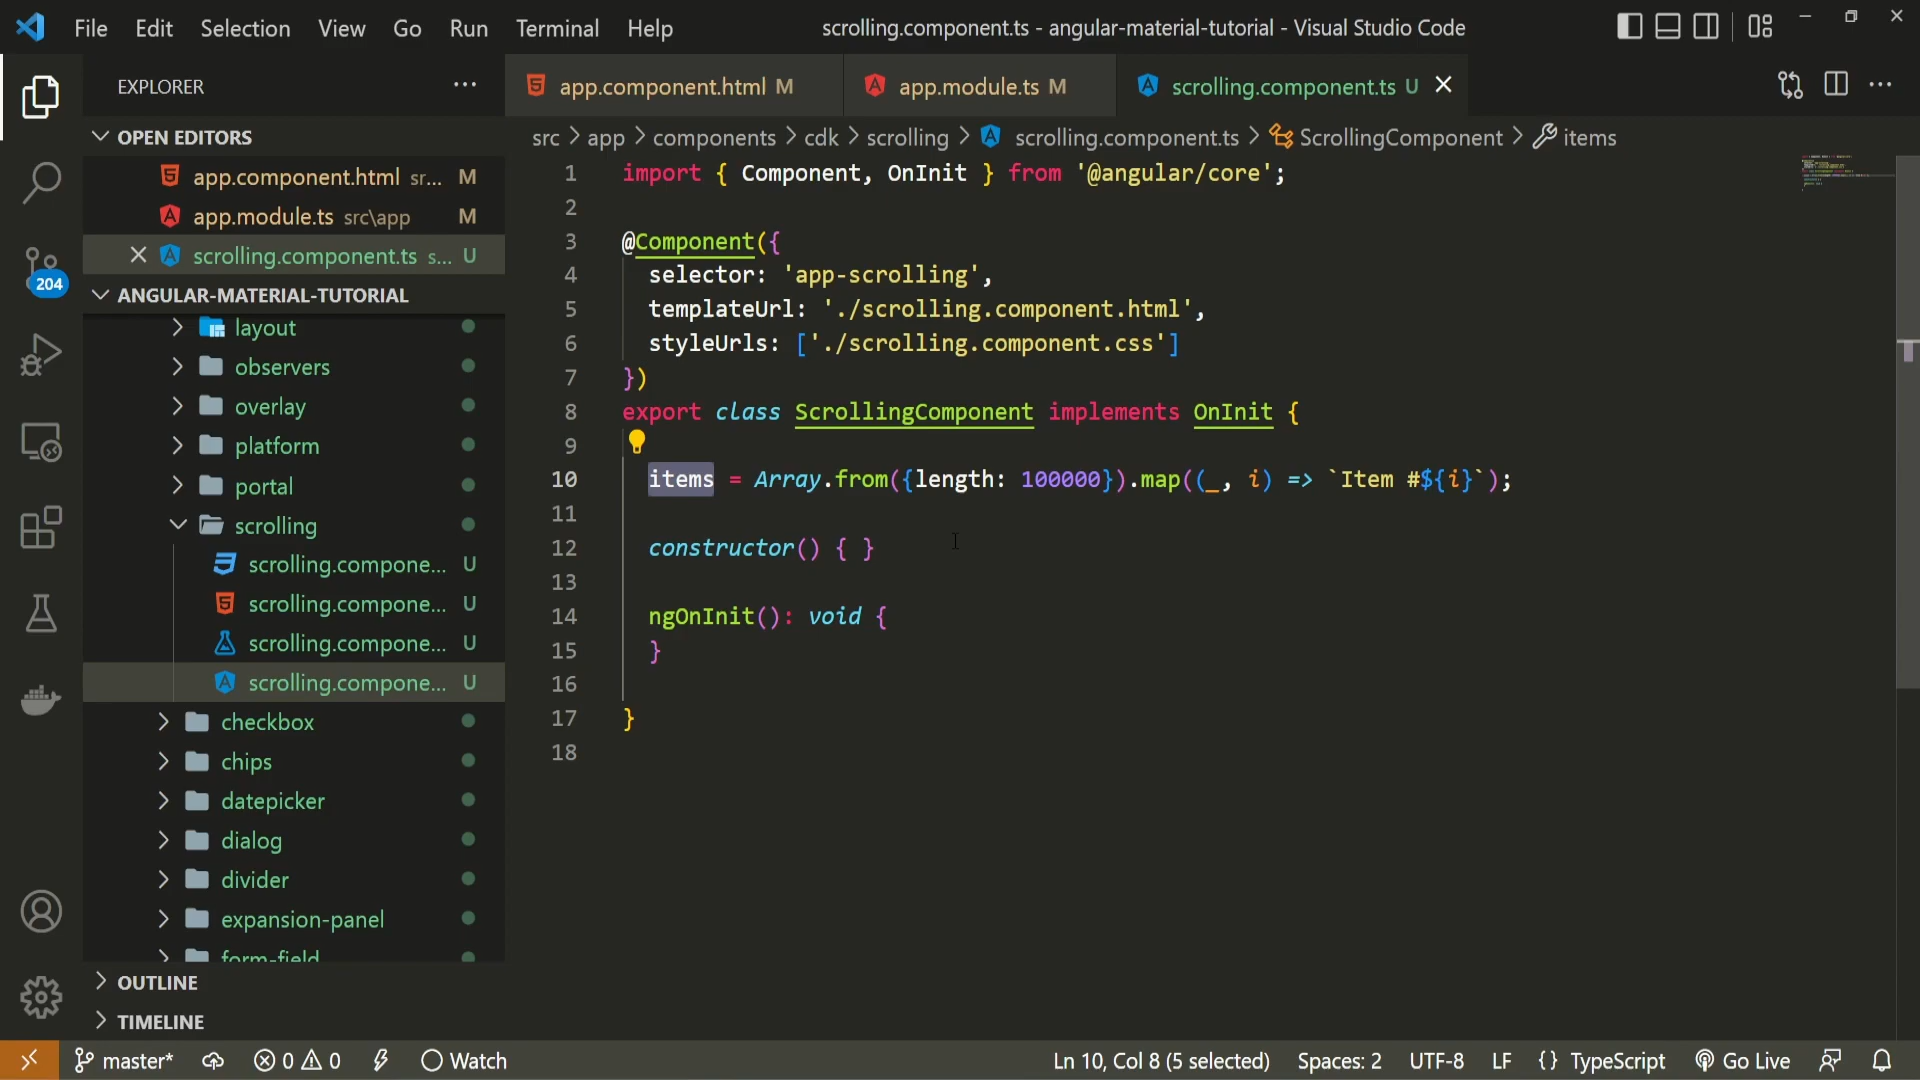 File Edit Selection View Go Run Terminal Help
scrolling.component.ts - angular-material-tutorial - Visual Studio Code
EXPLORER
OPEN EDITORS
app.component.html sr... M
app.module.ts src\app M
scrolling.component.ts s... U
204
ANGULAR-MATERIAL-TUTORIAL
layout
observers
overlay
platform
portal
scrolling
scrolling.compone... U
scrolling.compone... U
scrolling.compone... U
scrolling.compone... U
checkbox
chips
datepicker
dialog
divider
expansion-panel
form-field
OUTLINE
TIMELINE
app.component.html M
app.module.ts M
scrolling.component.ts U
src > app > components > cdk > scrolling > scrolling.component.ts > ScrollingComponent > items
1 import { Component, OnInit } from '@angular/core';
2
3 @Component({
4 selector: 'app-scrolling',
5 templateUrl: './scrolling.component.html',
6 styleUrls: ['./scrolling.component.css']
7 })
8 export class ScrollingComponent implements OnInit {
9
10 items = Array.from({length: 100000}).map((_, i) => `Item #${i}`);
11
12 constructor() { }
13
14 ngOnInit(): void {
15 }
16
17 }
18
master* 0 0 Watch
Ln 10, Col 8 (5 selected) Spaces: 2 UTF-8 LF {} TypeScript Go Live